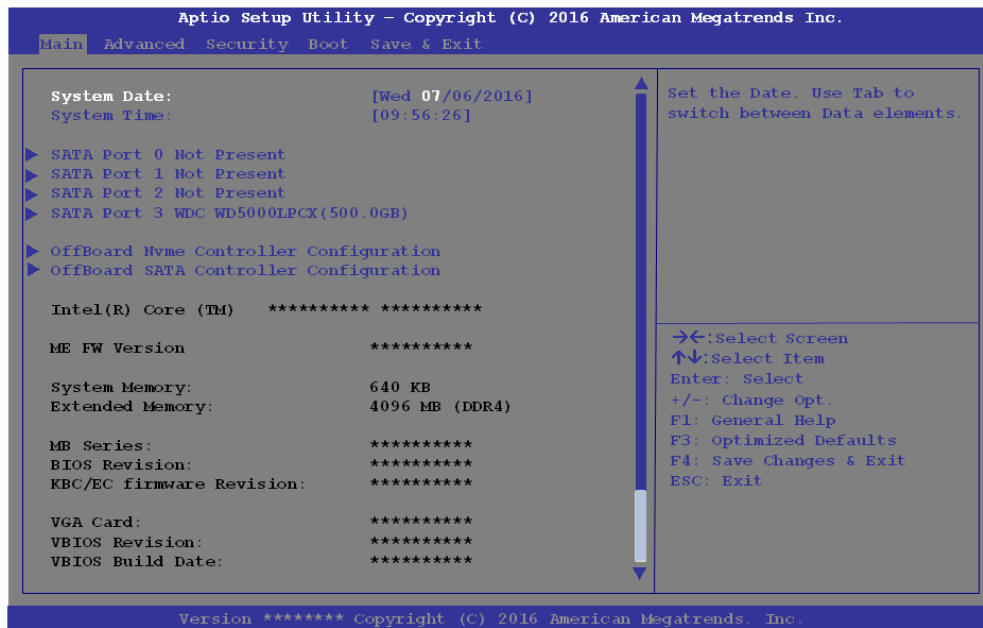 Aptio Setup Utility – Copyright (C) 2016 American Megatrends Inc.
Main Advanced Security Boot Save & Exit
System Date: [Wed 07/06/2016]
System Time: [09:56:26]
SATA Port 0 Not Present
SATA Port 1 Not Present
SATA Port 2 Not Present
SATA Port 3 WDC WD5000LPCX(500.0GB)
OffBoard Nvme Controller Configuration
OffBoard SATA Controller Configuration
Intel(R) Core (TM) ********** **********
ME FW Version **********
System Memory: 640 KB
Extended Memory: 4096 MB (DDR4)
MB Series: **********
BIOS Revision: **********
KBC/EC firmware Revision: **********
VGA Card: **********
VBIOS Revision: **********
VBIOS Build Date: **********
Set the Date. Use Tab to
switch between Data elements.
→←:Select Screen
↑↓:Select Item
Enter: Select
+/-: Change Opt.
F1: General Help
F3: Optimized Defaults
F4: Save Changes & Exit
ESC: Exit
Version ******** Copyright (C) 2016 American Megatrends. Inc.